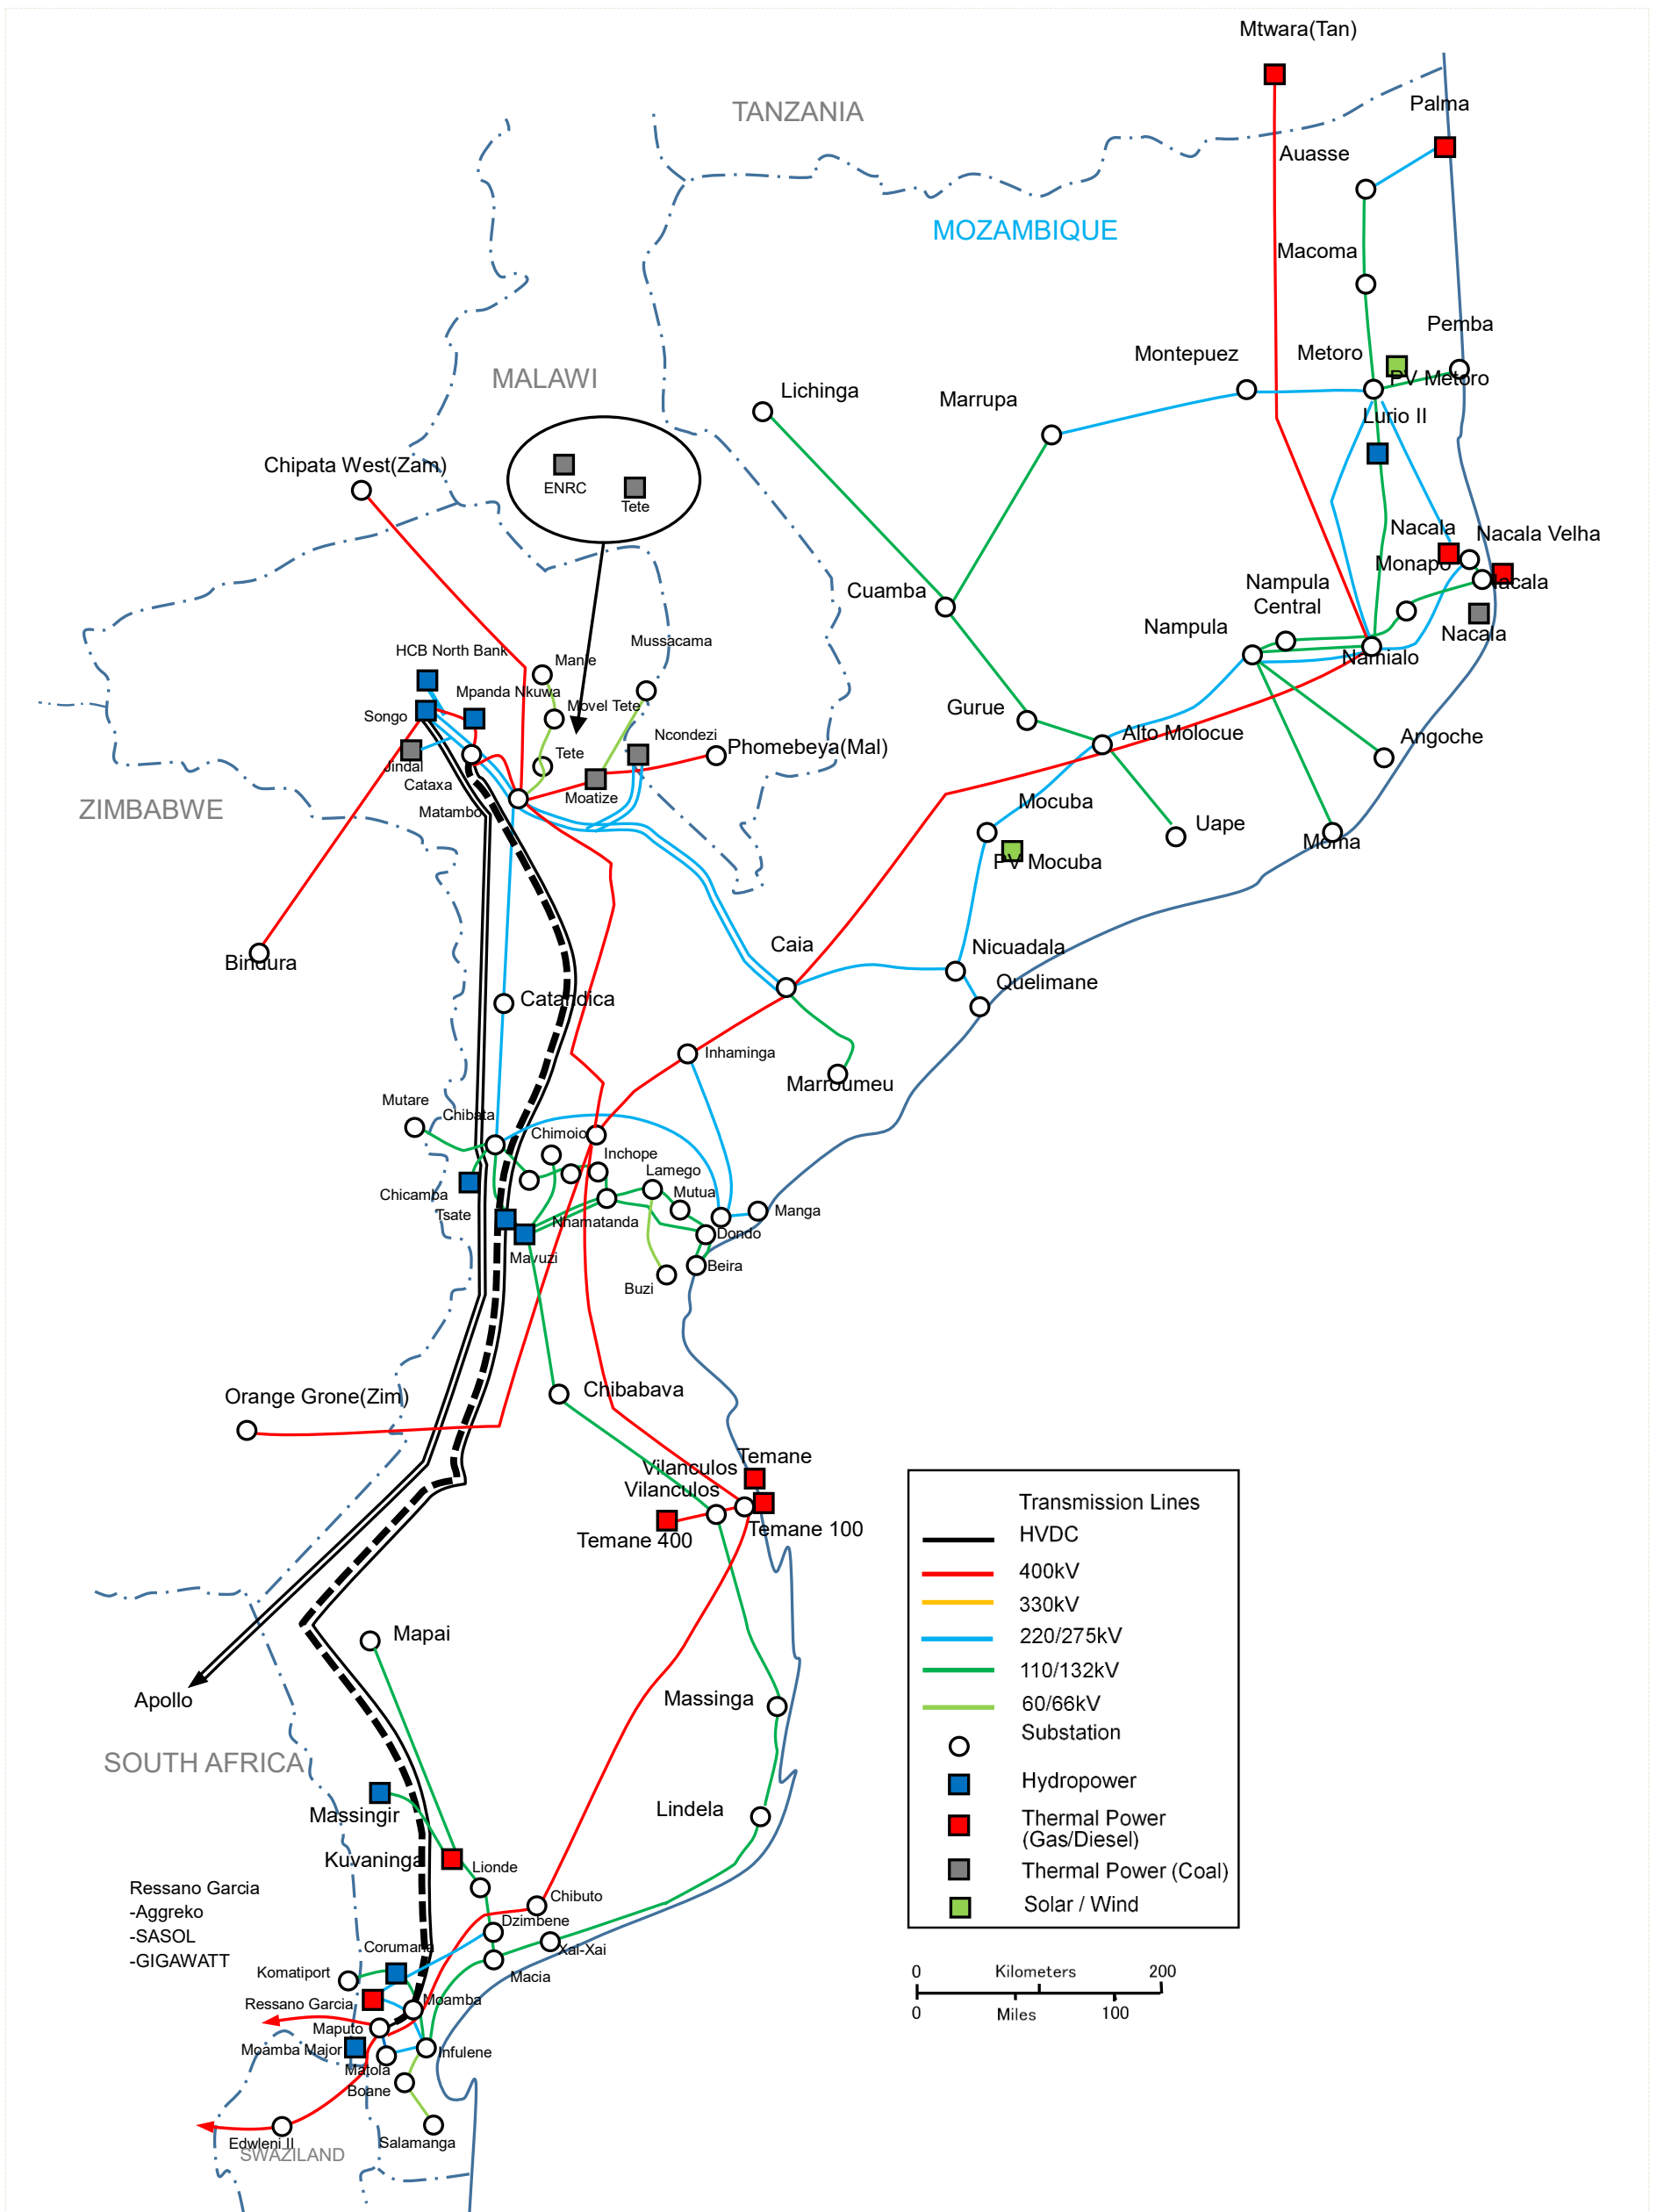 Mtwara(Tan)
TANZANIA
Palma
Auasse
MOZAMBIQUE
Macoma
Pemba
Montepuez
Metoro
MALAWI
PV Metoro
Lichinga
Marrupa
Lurio II
Chipata West(Zam)
ENRC
Tete
Nacala
Nacala Velha
Monapo
Nampula
Central
Nacala
Cuamba
Nampula
Nacala
Mussacama
HCB North Bank
Manje
Namialo
Mpanda Nkuwa
Movel Tete
Songo
Gurue
Ncondezi
Alto Molocue
Angoche
Phomebeya(Mal)
Tete
Jindal
Cataxa
Moatize
ZIMBABWE
Matambo
Mocuba
Uape
Moma
PV Mocuba
Caia
Nicuadala
Bindura
Quelimane
Catandica
Inhaminga
Marroumeu
Mutare
Chibata
Chimoio
Inchope
Lamego
Chicamba
Mutua
Tsate
Nhamatanda
Manga
Dondo
Mavuzi
Beira
Buzi
Chibabava
Orange Grone(Zim)
Temane
Vilanculos
Vilanculos
Temane 100
Temane 400
Transmission Lines
HVDC
400kV
330kV
220/275kV
110/132kV
60/66kV
Substation
Hydropower
Thermal Power
(Gas/Diesel)
Thermal Power (Coal)
Solar / Wind
Mapai
Apollo
Massinga
SOUTH AFRICA
Massingir
Lindela
Kuvaninga
Lionde
Ressano Garcia
-Aggreko
-SASOL
-GIGAWATT
Chibuto
Dzimbene
Corumana
Xai-Xai
Komatiport
Macia
0 Kilometers 200
0 Miles 100
Ressano Garcia
Moamba
Maputo
Moamba Major
Infulene
Matola
Boane
Salamanga
Edwleni II
SWAZILAND